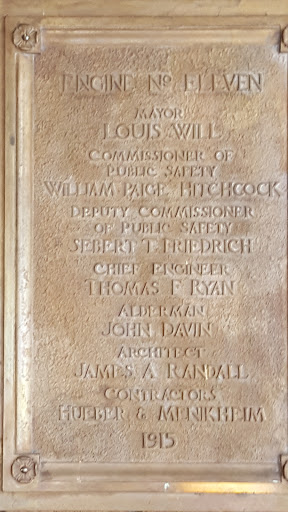 ENGINE No ELEVEN
MAYOR
LOUIS WILL
COMMISSIONER OF
PUBLIC SAFETY
WILLIAM PAIGE HITCHCOCK
DEPUTY COMMISSIONER
OF PUBLIC SAFETY
SEBERT T. FRIEDRICH
CHIEF ENGINEER
THOMAS F RYAN
ALDERMAN
JOHN DAVIN
ARCHITECT
JAMES A RANDALL
CONTRACTORS
HUEBER & MENIKHEIM
1915